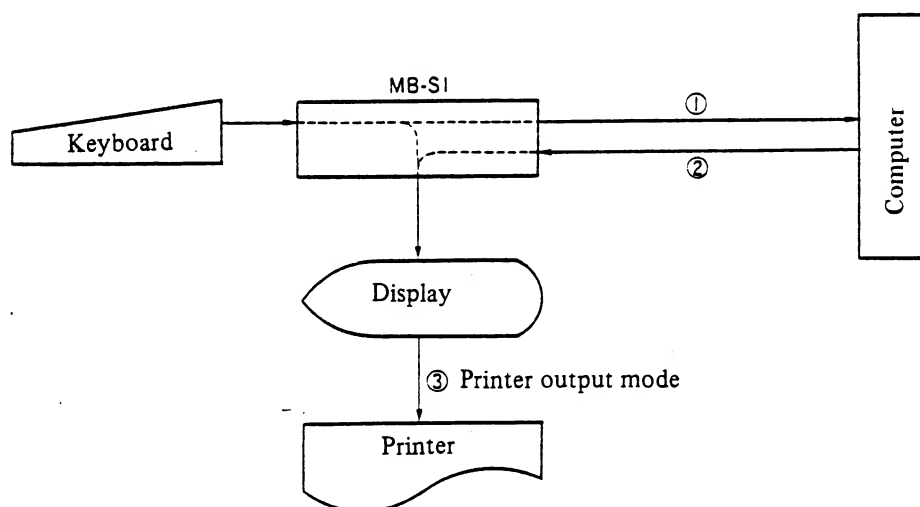 MB-S1
①
Keyboard
②
Computer
Display
③ Printer output mode
Printer